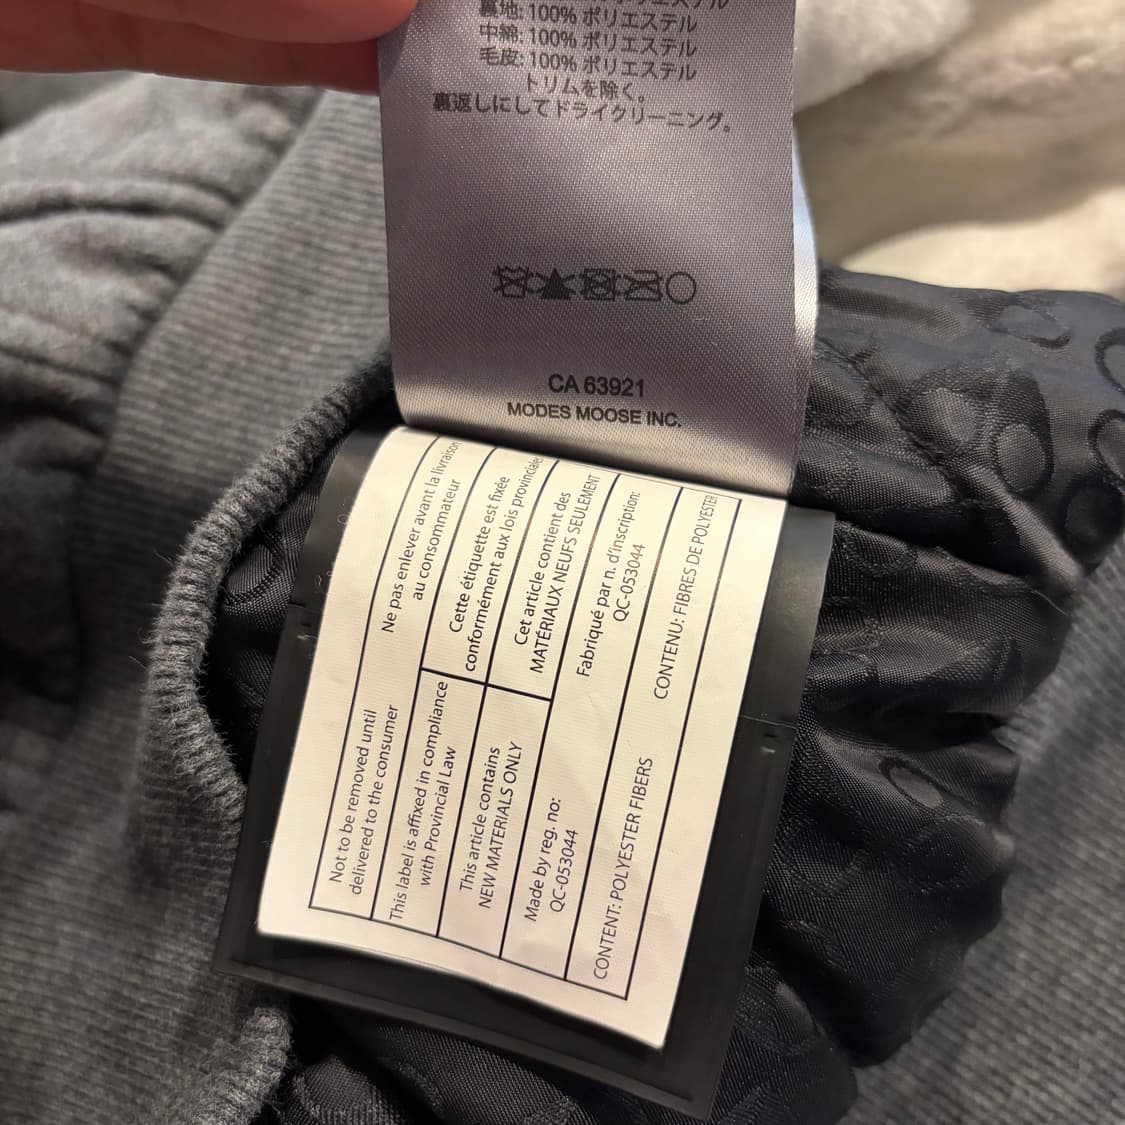 ポリエステル
裏地: 100% ポリエステル
中綿: 100% ポリエステル
毛皮: 100% ポリエステル
トリムを除く。
裏返しにしてドライクリーニング。
CA 63921
MODES MOOSE INC.
Not to be removed until
delivered to the consumer
Ne pas enlever avant la livraison
au consommateur
This label is affixed in compliance
with Provincial Law
Cette étiquette est fixée
conformément aux lois provinciales
This article contains
NEW MATERIALS ONLY
Cet article contient des
MATÉRIAUX NEUFS SEULEMENT
Made by reg. no:
QC-053044
Fabriqué par n. d'inscription:
QC-053044
CONTENT: POLYESTER FIBERS
CONTENU: FIBRES DE POLYESTER